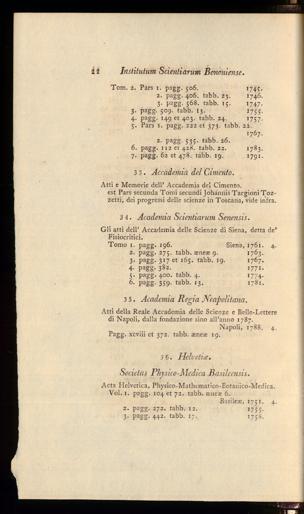 22 Institutum Scientiarum Bononiense.
Tom. 2. Pars 1. pagg. 506. 1745.
2. pagg. 406. tabb. 23. 1746.
3. pagg. 568. tabb. 15. 1747.
3. pagg. 509. tabb. 13. 1755.
4. pagg. 149 et 403. tabb. 24. 1757.
5. Pars 1. pagg. 222 et 373. tabb. 22.
1767.
2. pagg. 535. tabb. 26.
6. pagg. 112 et 428. tabb. 22. 1783.
7. pagg. 62 et 478. tabb. 19. 1791.
33. Accademia del Cimento.
Atti e Memorie dell' Accademia del Cimento.
est Pars secunda Tomi secundi Johannis Targioni Toz-
zetti, dei progressi delle scienze in Toscana, vide infra.
34. Academia Scientiarum Senensis.
Gli atti dell' Accademia delle Scienze di Siena, detta de'
Fisiocritici.
Tomo 1. pagg. 196. Siena, 1761. 4.
2. pagg. 275. tabb. æneæ 9. 1763.
3. pagg. 317 et 165. tabb. 19. 1767.
4. pagg. 382. 1771.
5. pagg. 400. tabb. 4. 1774.
6. pagg. 359. tabb. 13. 1781.
35. Academia Regia Neapolitana.
Atti della Reale Accademia delle Scienze e Belle-Lettere
di Napoli, dalla fondazione sino all'anno 1787.
Napoli, 1788. 4.
Pagg. xcviii et 372. tabb. æneæ 19.
36. Helvetiæ.
Societas Physico-Medica Basileensis.
Acta Helvetica, Physico-Mathematico-Botanico-Medica.
Vol. 1. pagg. 104 et 72. tabb. æneæ 6.
Basileæ, 1751. 4.
2. pagg. 272. tabb. 12. 1755.
3. pagg. 442. tabb. 17. 1758.